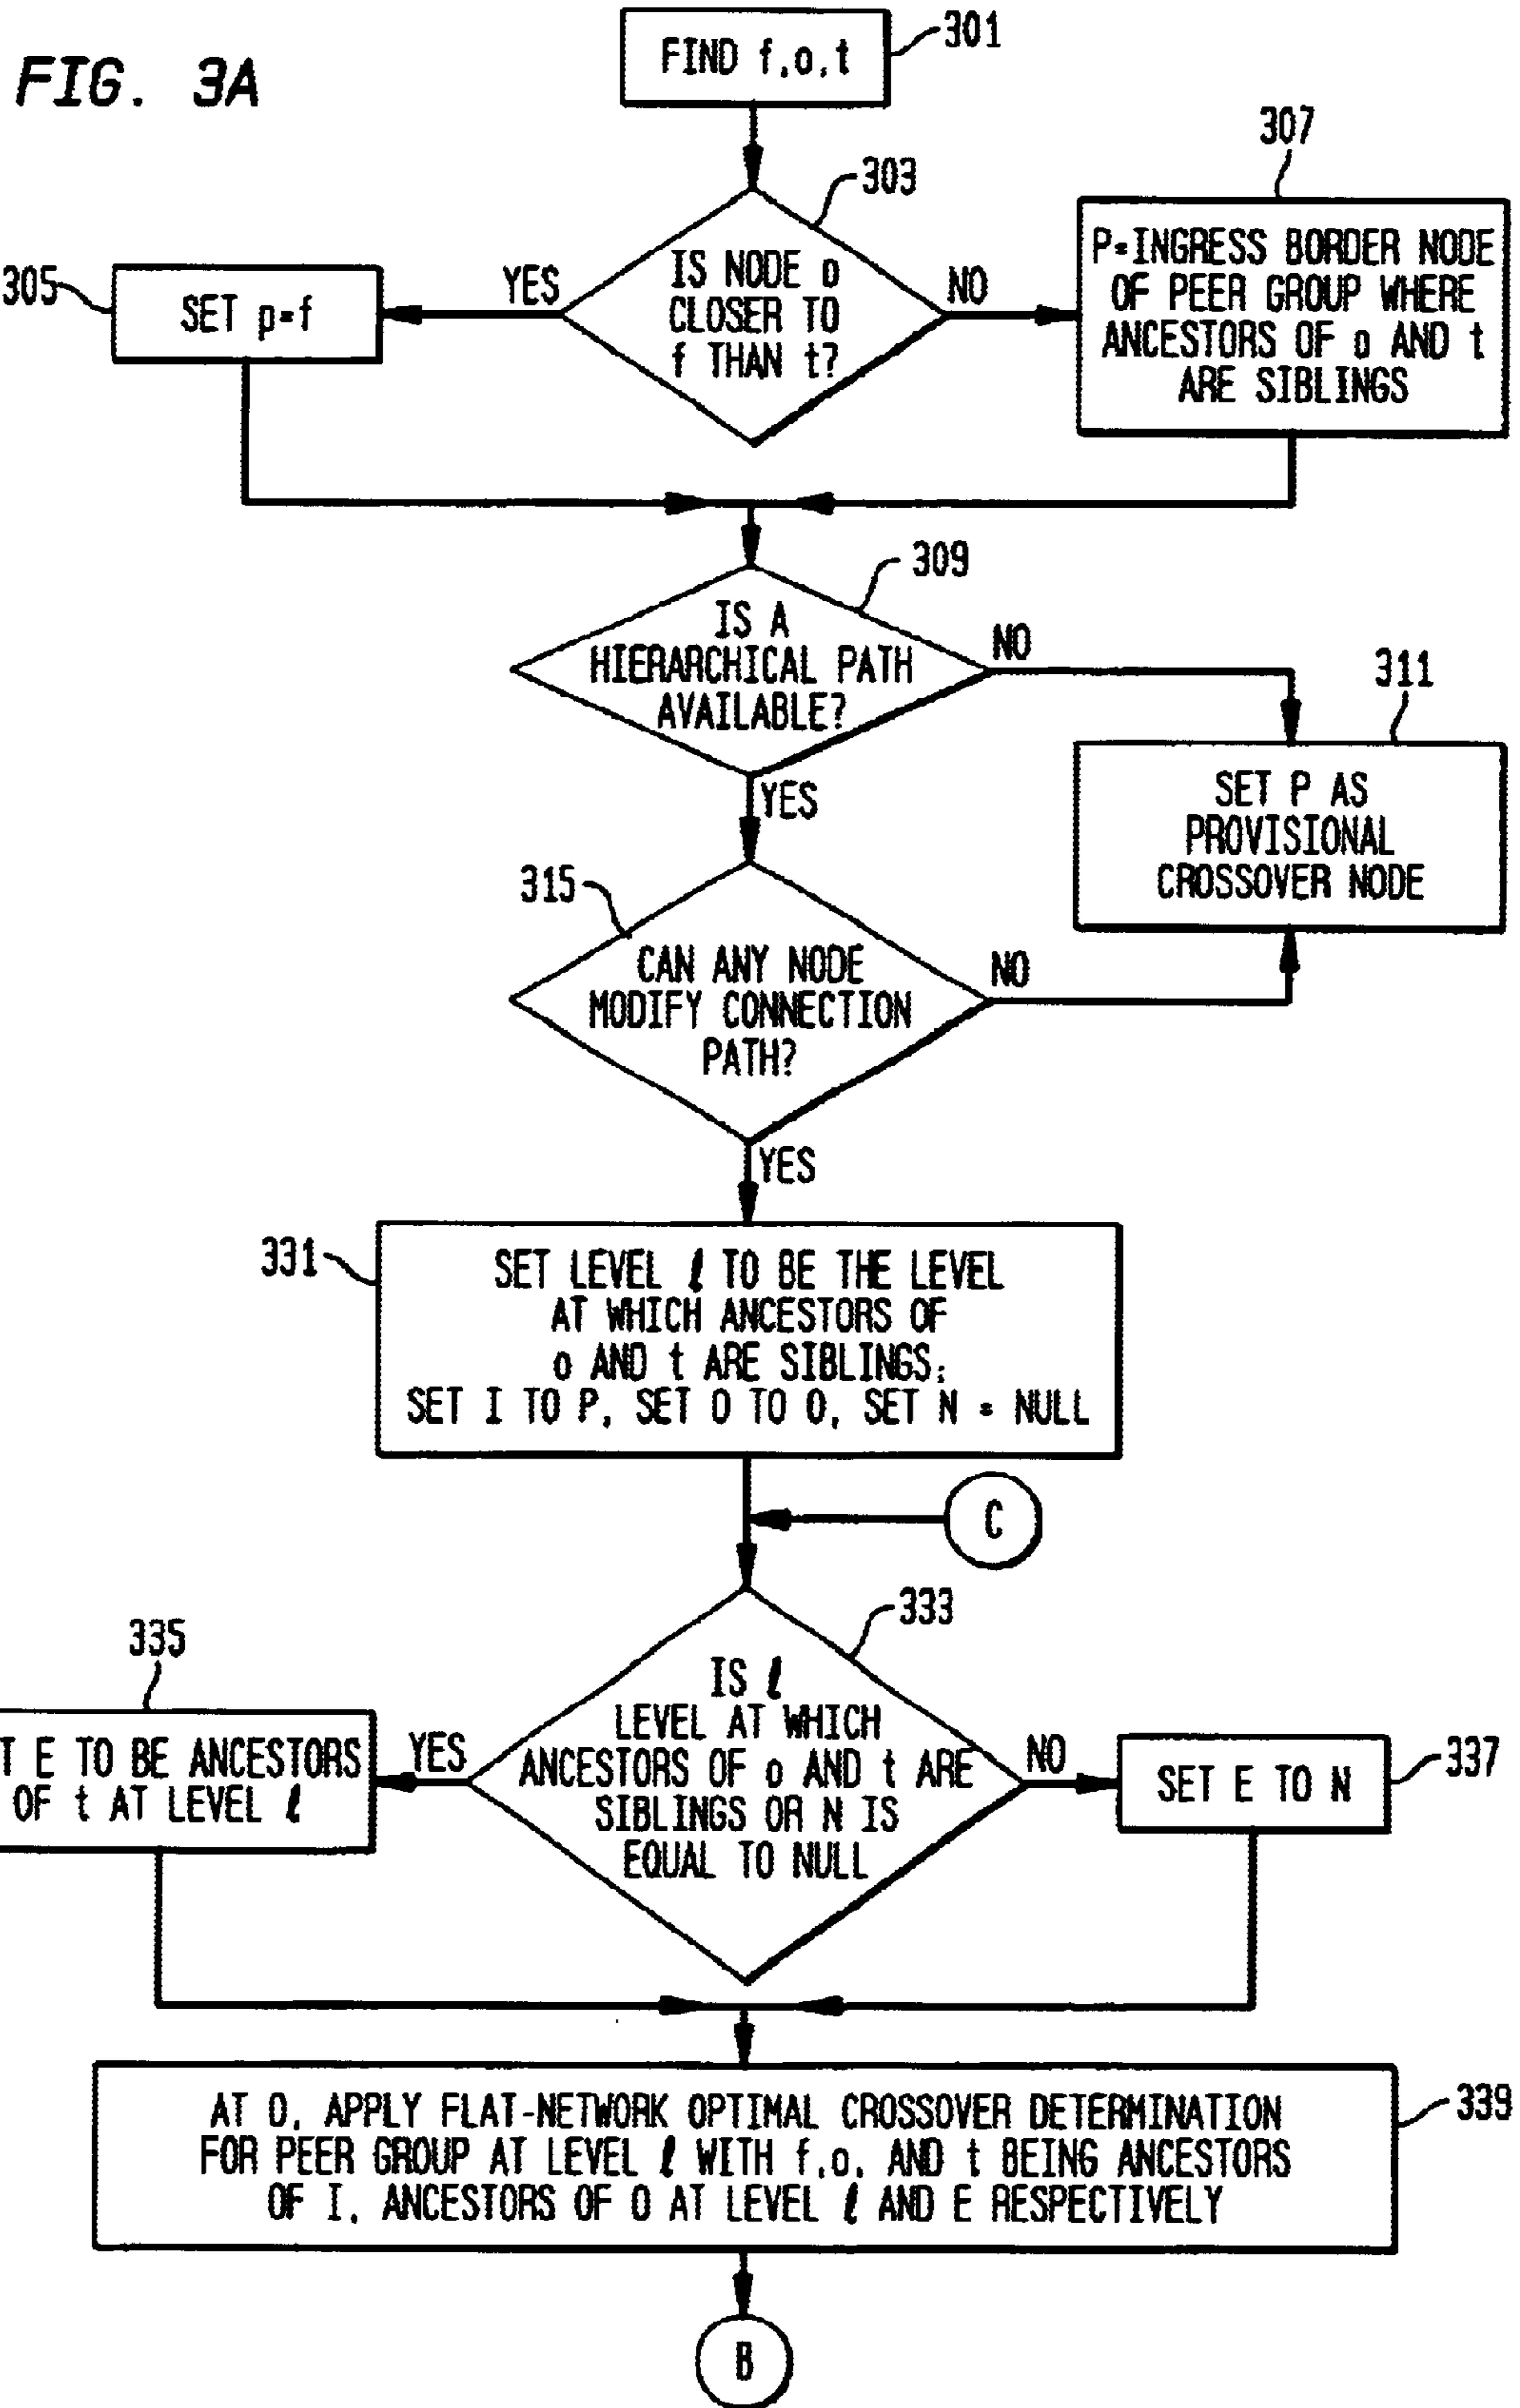 FIG. 3A
FIND f,o,t
301
303
IS NODE o
CLOSER TO
f THAN t?
YES
NO
305
SET p=f
307
P=INGRESS BORDER NODE
OF PEER GROUP WHERE
ANCESTORS OF o AND t
ARE SIBLINGS
309
IS A
HIERARCHICAL PATH
AVAILABLE?
NO
YES
311
SET P AS
PROVISIONAL
CROSSOVER NODE
315
CAN ANY NODE
MODIFY CONNECTION
PATH?
NO
YES
331
SET LEVEL ℓ TO BE THE LEVEL
AT WHICH ANCESTORS OF
o AND t ARE SIBLINGS;
SET I TO P, SET O TO O, SET N = NULL
C
333
IS ℓ
LEVEL AT WHICH
ANCESTORS OF o AND t ARE
SIBLINGS OR N IS
EQUAL TO NULL
YES
NO
335
T E TO BE ANCESTORS
OF t AT LEVEL ℓ
337
SET E TO N
339
AT O, APPLY FLAT-NETWORK OPTIMAL CROSSOVER DETERMINATION
FOR PEER GROUP AT LEVEL ℓ WITH f,o, AND t BEING ANCESTORS
OF I, ANCESTORS OF O AT LEVEL ℓ AND E RESPECTIVELY
B